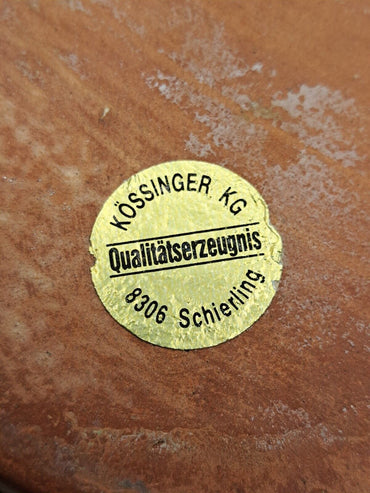 KÖSSINGER KG
Qualitätserzeugnis
8306 Schierling